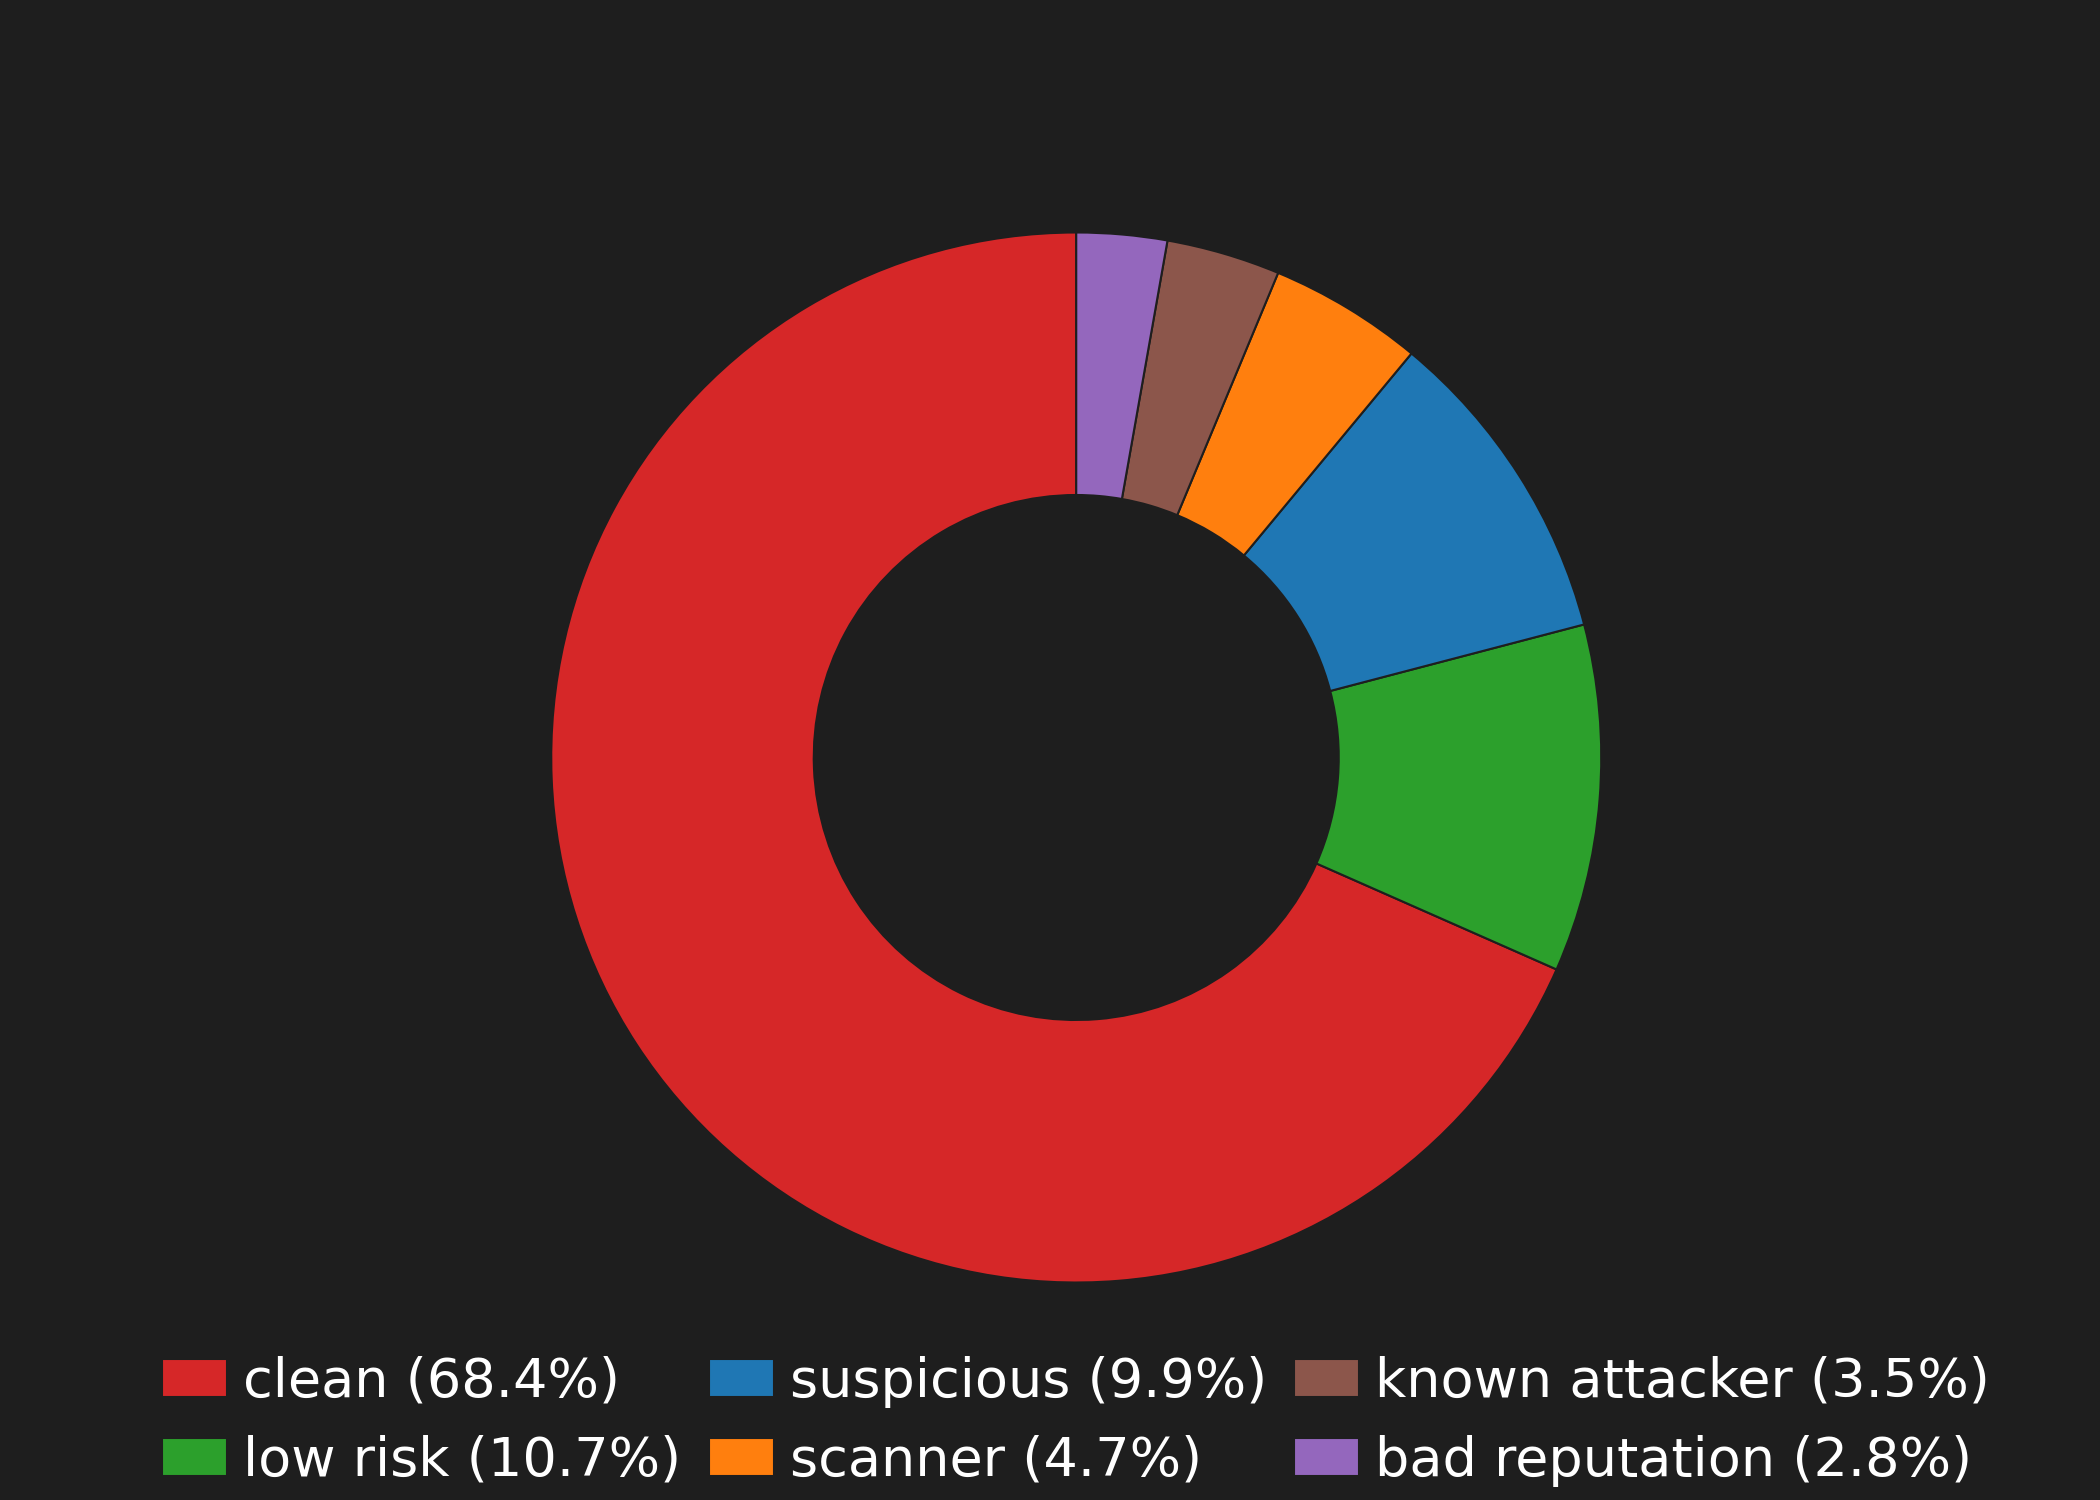 clean (68.4%)
low risk (10.7%)
suspicious (9.9%)
scanner (4.7%)
known attacker (3.5%)
bad reputation (2.8%)